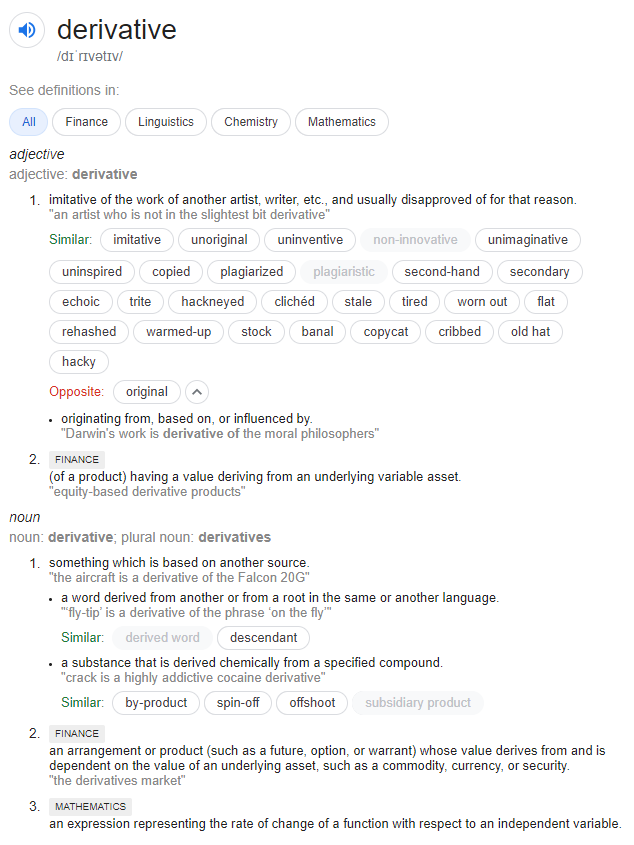 derivative
/dɪˈrɪvətɪv/
See definitions in:
All Finance Linguistics Chemistry Mathematics
adjective
adjective: derivative
1. imitative of the work of another artist, writer, etc., and usually disapproved of for that reason.
"an artist who is not in the slightest bit derivative"
Similar: imitative unoriginal uninventive non-innovative unimaginative
uninspired copied plagiarized plagiaristic second-hand secondary
echoic trite hackneyed clichéd stale tired worn out flat
rehashed warmed-up stock banal copycat cribbed old hat
hacky
Opposite: original
• originating from, based on, or influenced by.
"Darwin's work is derivative of the moral philosophers"
2. FINANCE
(of a product) having a value deriving from an underlying variable asset.
"equity-based derivative products"
noun
noun: derivative; plural noun: derivatives
1. something which is based on another source.
"the aircraft is a derivative of the Falcon 20G"
• a word derived from another or from a root in the same or another language.
"‘fly-tip’ is a derivative of the phrase ‘on the fly’"
Similar: derived word descendant
• a substance that is derived chemically from a specified compound.
"crack is a highly addictive cocaine derivative"
Similar: by-product spin-off offshoot subsidiary product
2. FINANCE
an arrangement or product (such as a future, option, or warrant) whose value derives from and is
dependent on the value of an underlying asset, such as a commodity, currency, or security.
"the derivatives market"
3. MATHEMATICS
an expression representing the rate of change of a function with respect to an independent variable.